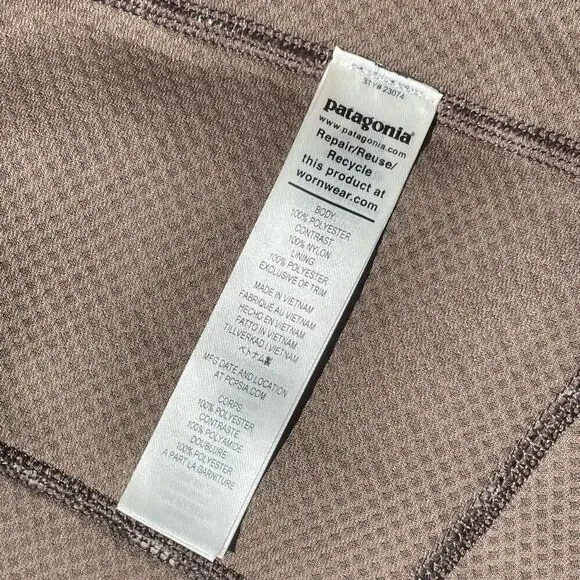 STYle 23074
patagonia®
www.patagonia.com
Repair/Reuse/
Recycle
this product at
wornwear.com
BODY
100% POLYESTER
CONTRAST
100% NYLON
LINING
100% POLYESTER
EXCLUSIVE OF TRIM
MADE IN VIETNAM
FABRIQUE AU VIETNAM
HECHO EN VIETNAM
FATTO IN VIETNAM
TILLVERKAD I VIETNAM
ベトナム製
MFG DATE AND LOCATION
AT PCPSIA.COM
CORPS
100% POLYESTER
CONTRASTE
100% POLYAMIDE
DOUBLURE
100% POLYESTER
A PART LA GARNITURE